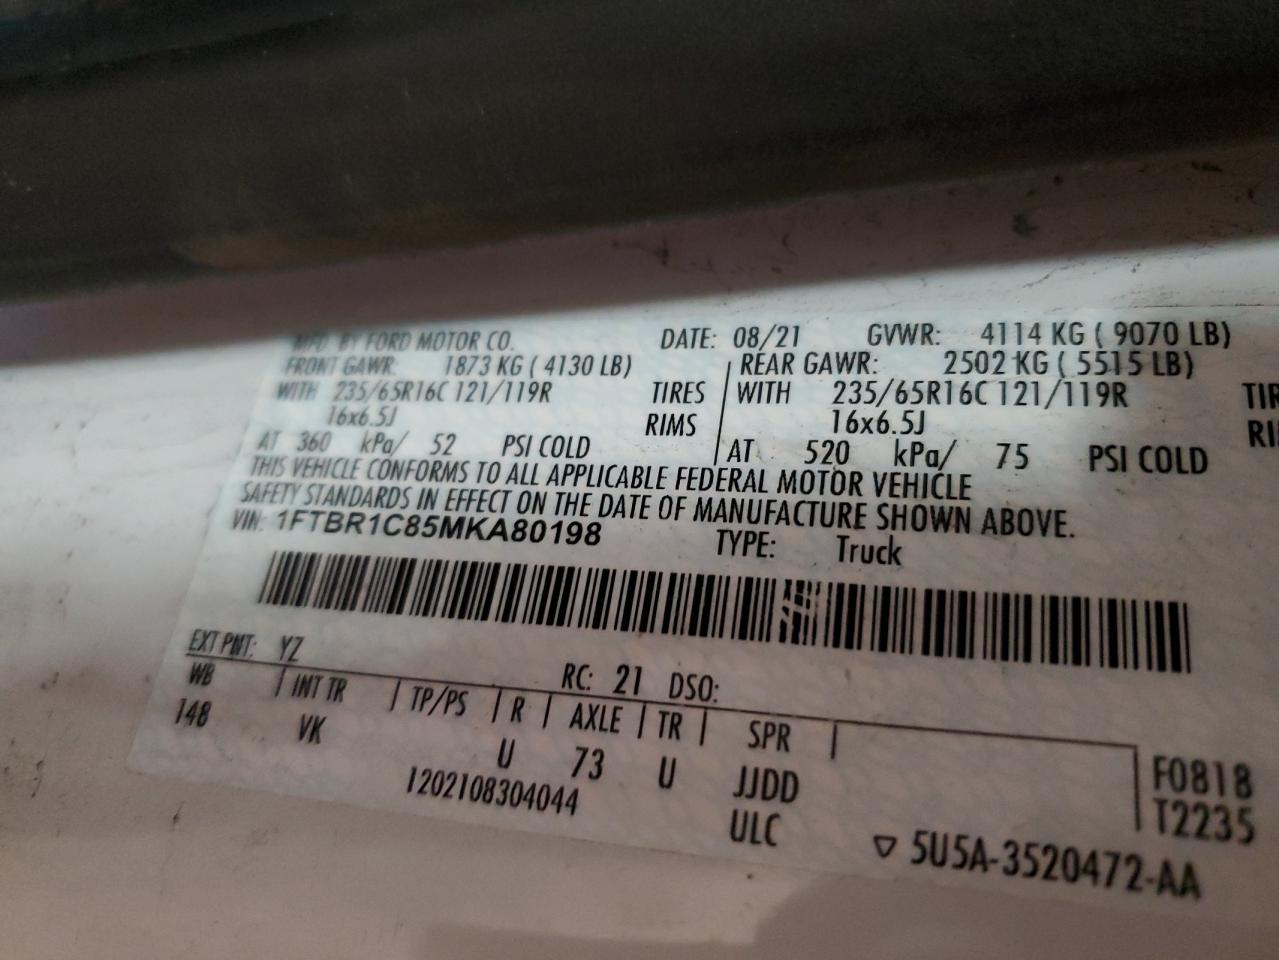 MFD. BY FORD MOTOR CO. DATE: 08/21 GVWR: 4114 KG ( 9070 LB)
FRONT GAWR: 1873 KG ( 4130 LB) REAR GAWR: 2502 KG ( 5515 LB)
WITH 235/65R16C 121/119R TIRES WITH 235/65R16C 121/119R TIR
16x6.5J RIMS 16x6.5J RI
AT 360 kPa/ 52 PSI COLD AT 520 kPa/ 75 PSI COLD
THIS VEHICLE CONFORMS TO ALL APPLICABLE FEDERAL MOTOR VEHICLE
SAFETY STANDARDS IN EFFECT ON THE DATE OF MANUFACTURE SHOWN ABOVE.
VIN: 1FTBR1C85MKA80198 TYPE: Truck
EXT PNT: YZ RC: 21 DSO:
WB INT TR TP/PS R AXLE TR SPR
148 VK U 73 U JJDD F0818
1202108304044 ULC T2235
5U5A-3520472-AA